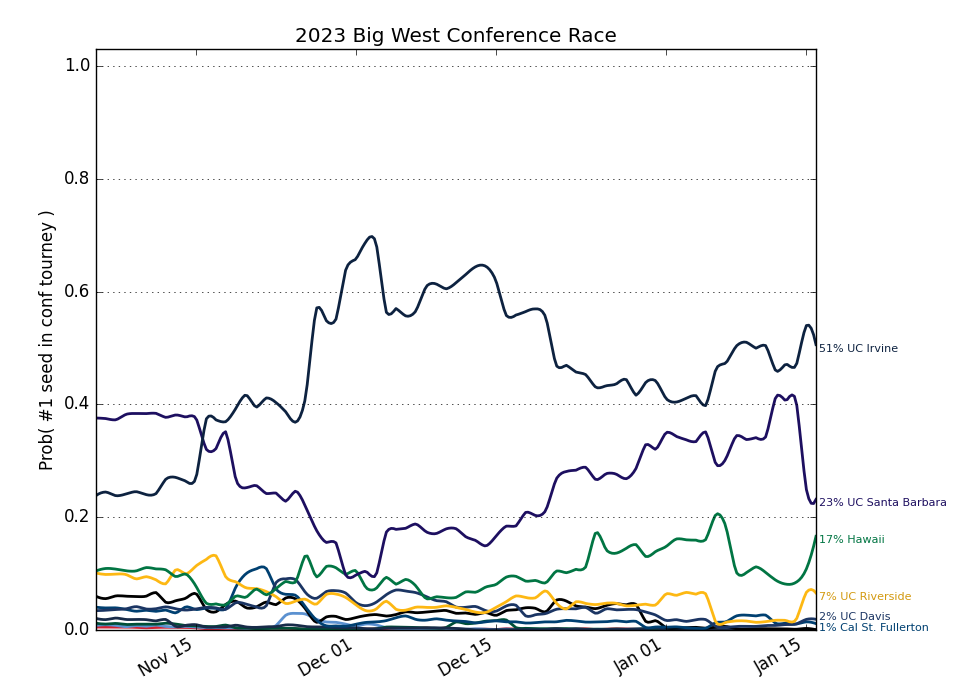 2023 Big West Conference Race
Prob( #1 seed in conf tourney )
1.0
0.8
0.6
0.4
0.2
0.0
51% UC Irvine
23% UC Santa Barbara
17% Hawaii
7% UC Riverside
2% UC Davis
1% Cal St. Fullerton
Nov 15
Dec 01
Dec 15
Jan 01
Jan 15